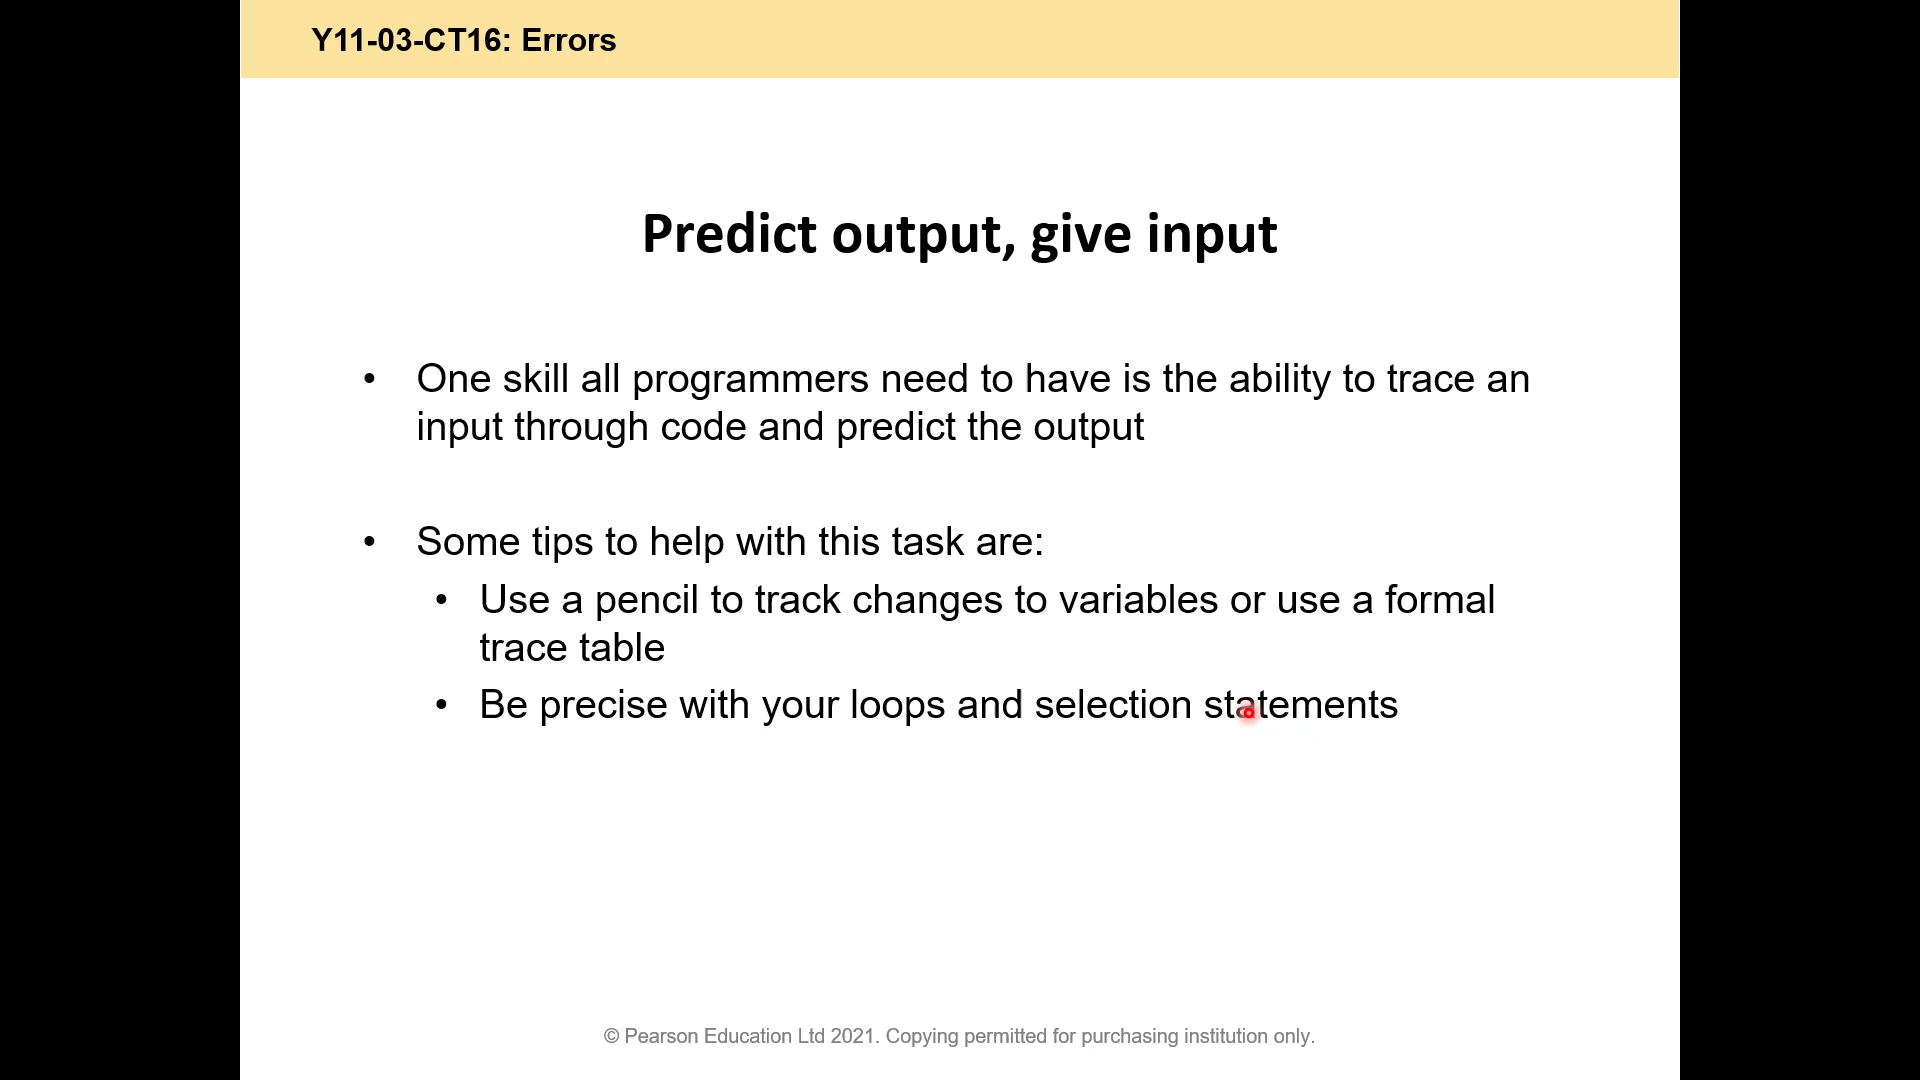 Y11-03-CT16: Errors
Predict output, give input
• One skill all programmers need to have is the ability to trace an
input through code and predict the output
• Some tips to help with this task are:
• Use a pencil to track changes to variables or use a formal
trace table
• Be precise with your loops and selection statements
© Pearson Education Ltd 2021. Copying permitted for purchasing institution only.